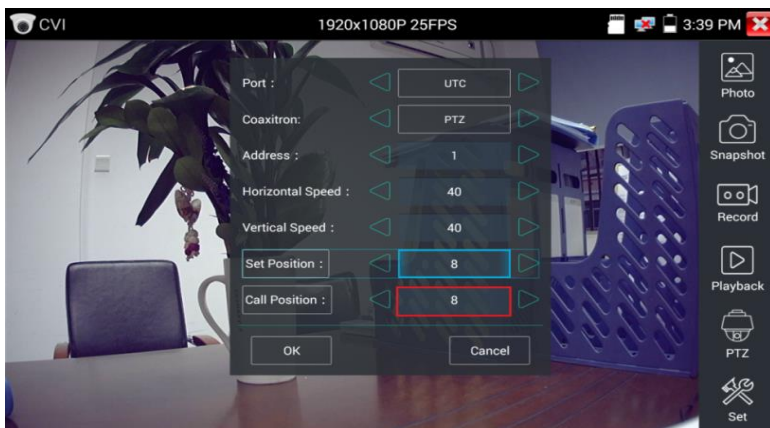 CVI 1920x1080P 25FPS 3:39 PM
Port : UTC
Coaxitron: PTZ
Address : 1
Horizontal Speed : 40
Vertical Speed : 40
Set Position : 8
Call Position : 8
OK Cancel
Photo
Snapshot
Record
Playback
PTZ
Set